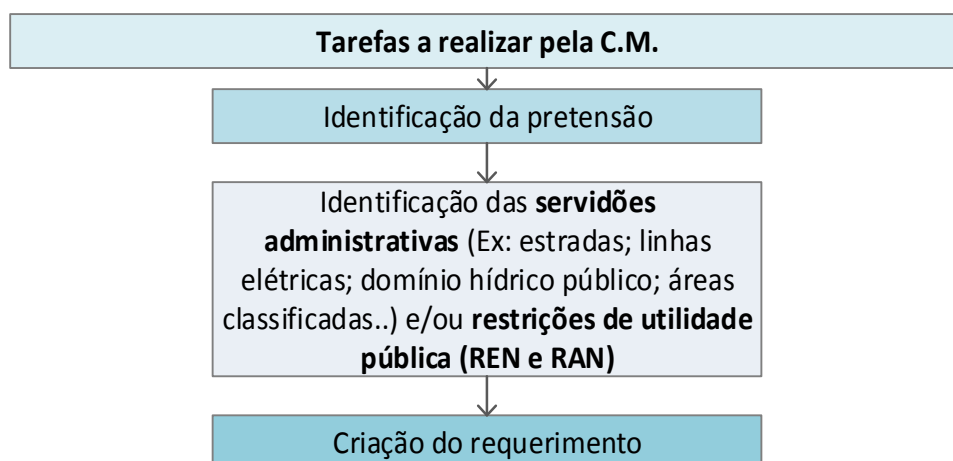 Tarefas a realizar pela C.M.
Identificação da pretensão
Identificação das servidões
administrativas (Ex: estradas; linhas
elétricas; domínio hídrico público; áreas
classificadas..) e/ou restrições de utilidade
pública (REN e RAN)
Criação do requerimento